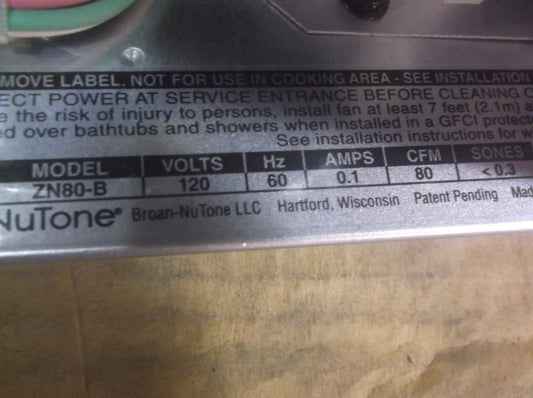 MOVE LABEL. NOT FOR USE IN COOKING AREA - SEE INSTALLATION
ECT POWER AT SERVICE ENTRANCE BEFORE CLEANING O
e the risk of injury to persons, install fan at least 7 feet (2.1m) a
ed over bathtubs and showers when installed in a GFCI protecte
See installation instructions for w
MODEL VOLTS Hz AMPS CFM SONES
ZN80-B 120 60 0.1 80 <0.3
NuTone® Broan-NuTone LLC Hartford, Wisconsin Patent Pending Mad